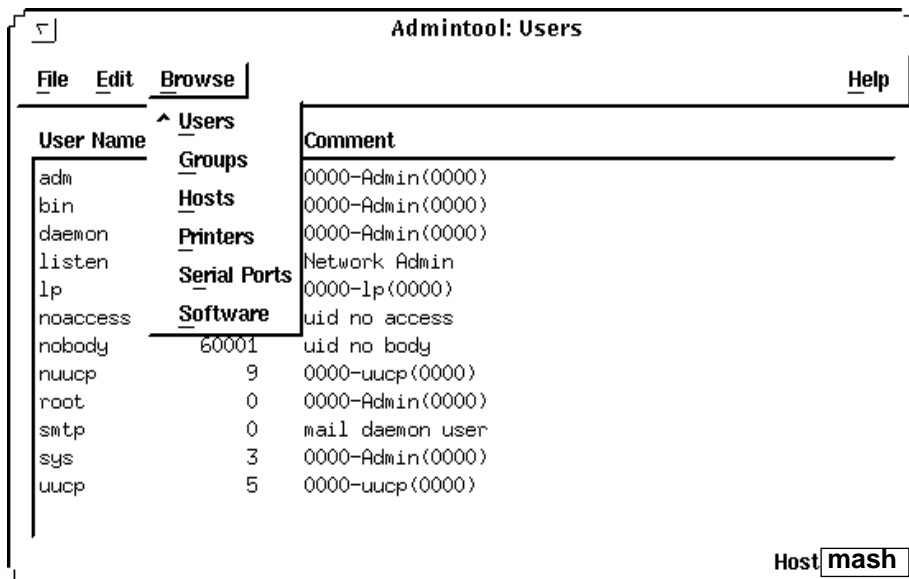 Admintool: Users
File Edit Browse Help
Users
Groups
Hosts
Printers
Serial Ports
Software
User Name Comment
adm 0000-Admin(0000)
bin 0000-Admin(0000)
daemon 0000-Admin(0000)
listen Network Admin
lp 0000-lp(0000)
noaccess uid no access
nobody 60001 uid no body
nuucp 9 0000-uucp(0000)
root 0 0000-Admin(0000)
smtp 0 mail daemon user
sys 3 0000-Admin(0000)
uucp 5 0000-uucp(0000)
Host mash